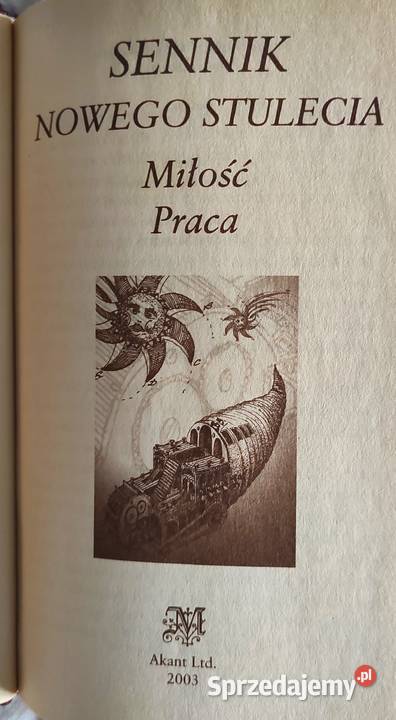 SENNIK
NOWEGO STULECIA
Miłość
Praca
M
Akant Ltd.
2003
Sprzedajemy.pl